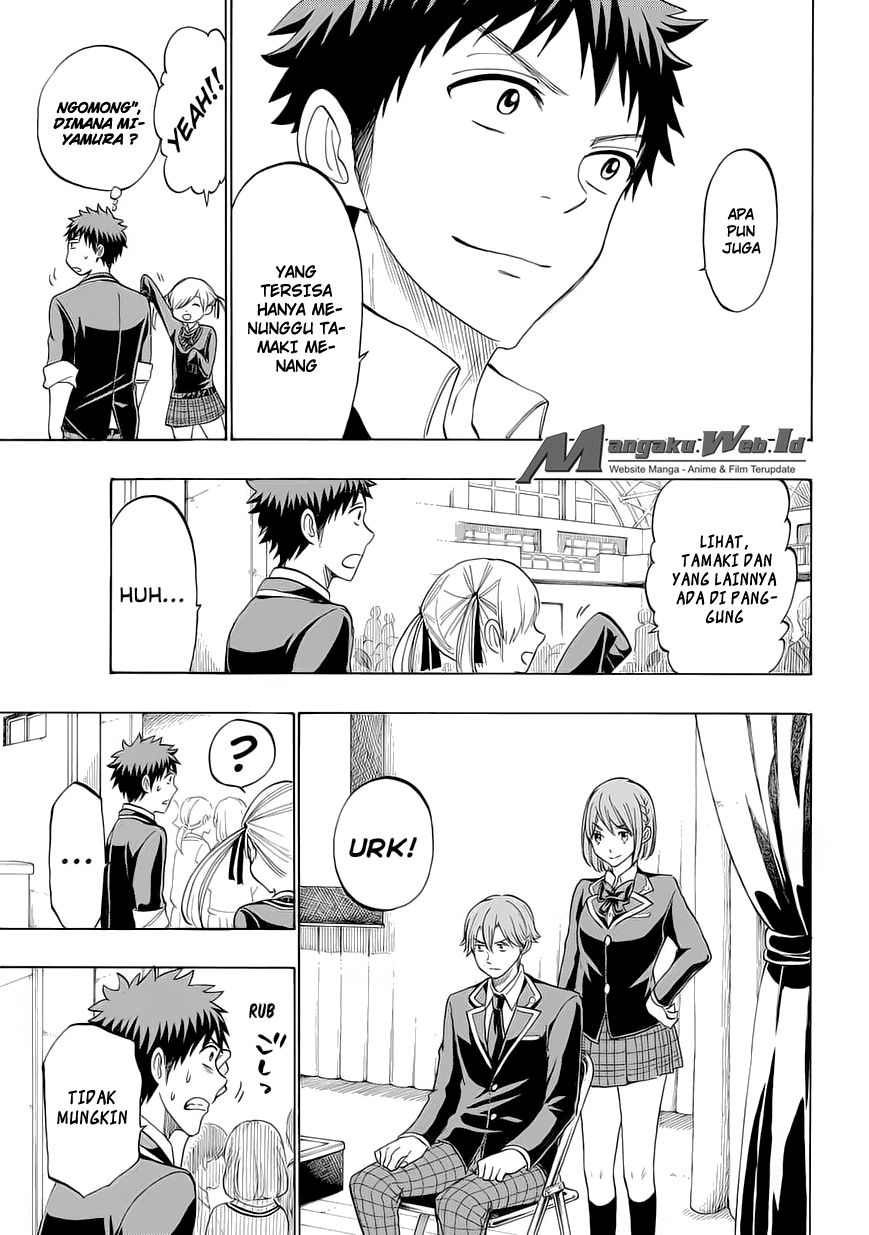 APA
PUN
JUGA
YANG
TERSISA
HANYA ME-
NUNGGU TA-
MAKI ME-
NANG
YEAH!!
NGOMONG",
DIMANA MI-
YAMURA ?
Mangaku.Web.Id
Website Manga - Anime & Film Terupdate
LIHAT,
TAMAKI DAN
YANG LAINNYA
ADA DI PANG-
GUNG
HUH...
URK!
?
...
RUB
ごしっ
TIDAK
MUNGKIN